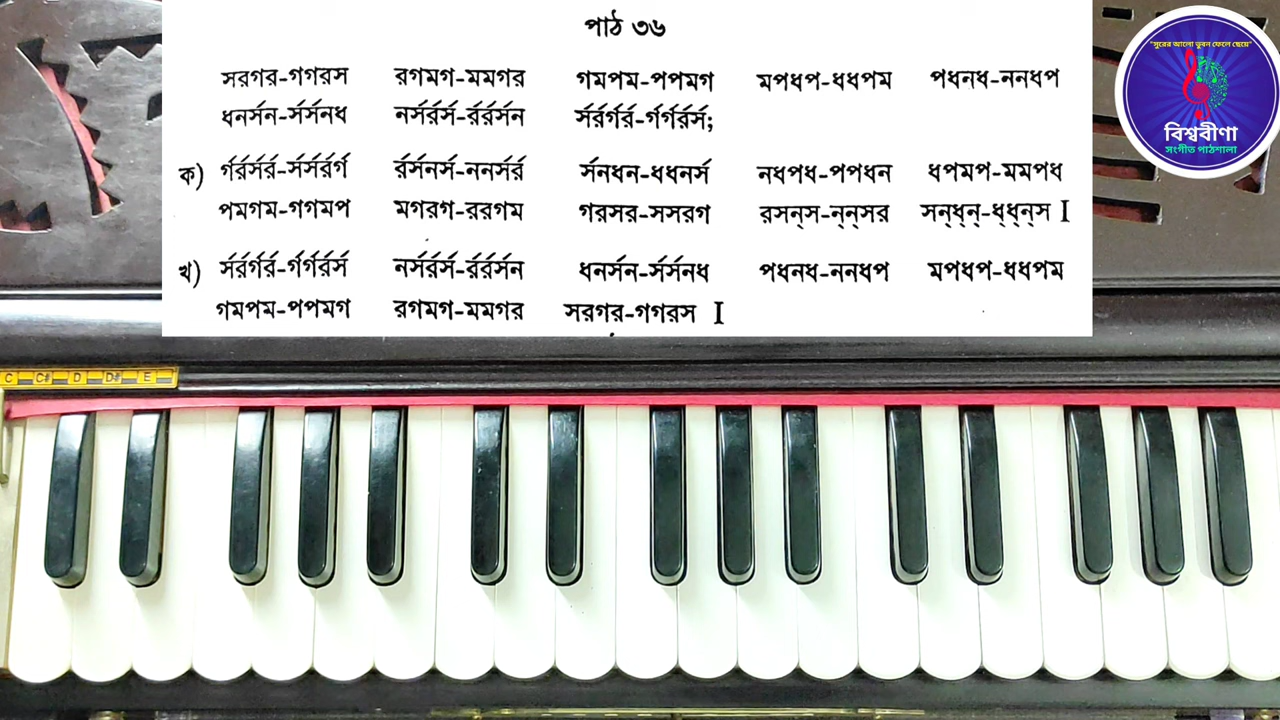 পাঠ ৩৬
সরগর-গগরস রগমগ-মমগর গমপম-পপমগ মপধপ-ধধপম পধনধ-ননধপ
ধনর্সন-র্সর্সনধ নর্সর্রর্স-র্রর্রর্সন র্সর্রর্গর্র-র্গর্গর্রর্স;
ক) র্গর্রর্সর্র-র্সর্সর্রর্গ র্রর্সনর্স-ননর্সর্র র্সনধন-ধধনর্স নধপধ-পপধন ধপমপ-মমপধ
পমগম-গগমপ মগরগ-ররগম গরসর-সসরগ রসন্স-ন্ন্সর সন্ধ্ন্-ধ্ধ্ন্স I
খ) র্সর্রর্গর্র-র্গর্গর্রর্স নর্সর্রর্স-র্রর্রর্সন ধনর্সন-র্সর্সনধ পধনধ-ননধপ মপধপ-ধধপম
গমপম-পপমগ রগমগ-মমগর সরগর-গগরস I
"সুরের আলো ভুবন ফেলে ছেয়ে"
বিশ্ববীণা
সংগীত পাঠশালা
C C# D D# E